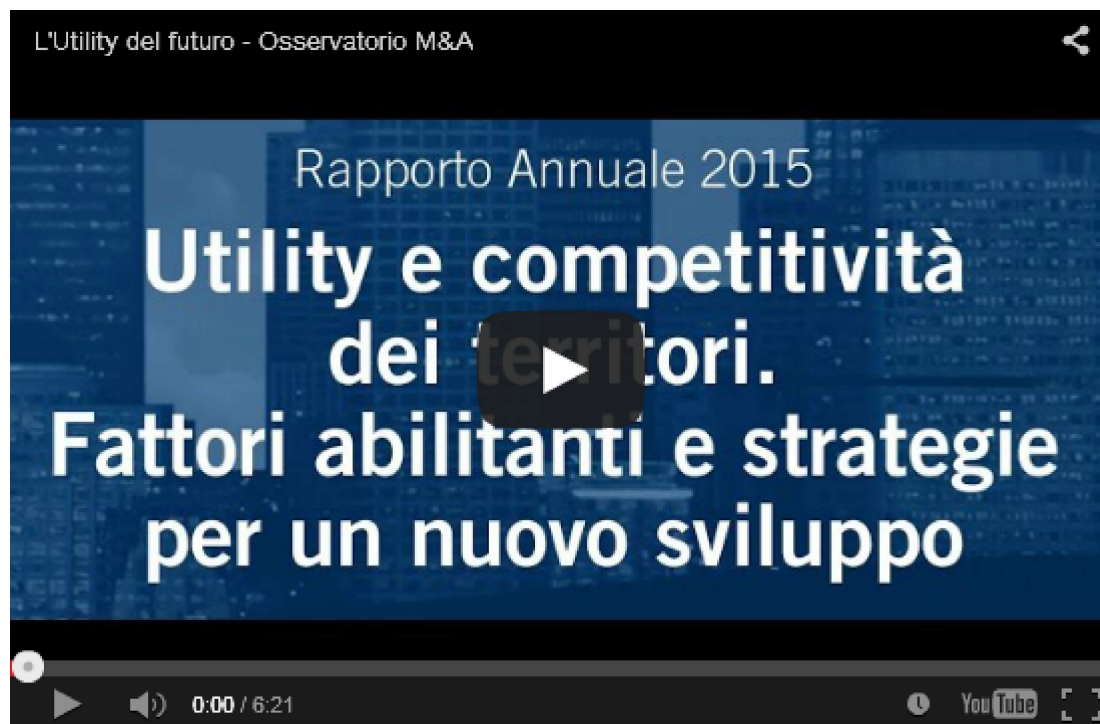 L'Utility del futuro - Osservatorio M&A
Rapporto Annuale 2015
Utility e competitività
dei territori.
Fattori abilitanti e strategie
per un nuovo sviluppo
0:00 / 6:21
YouTube